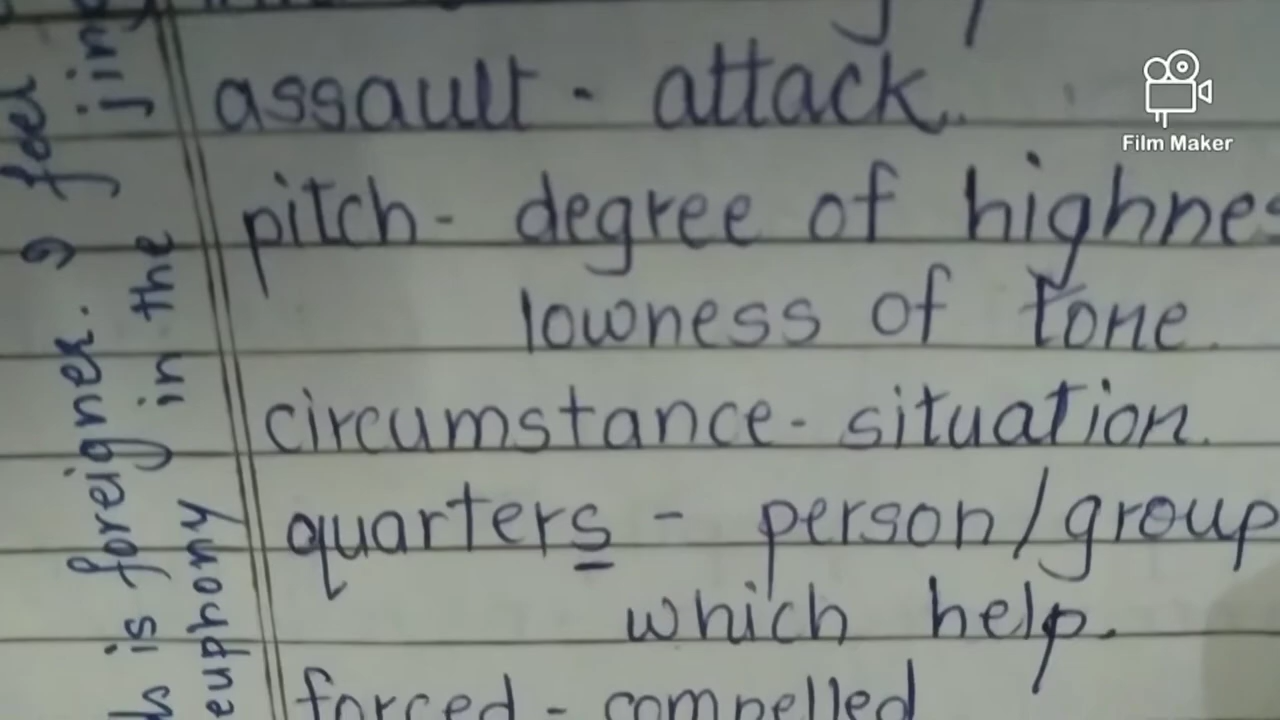 assault - attack.
Film Maker
pitch - degree of highnes
lowness of tone.
circumstance - situation.
quarters - person/group
which help.
forced - compelled
is foreigner. I feel
in the
euphony